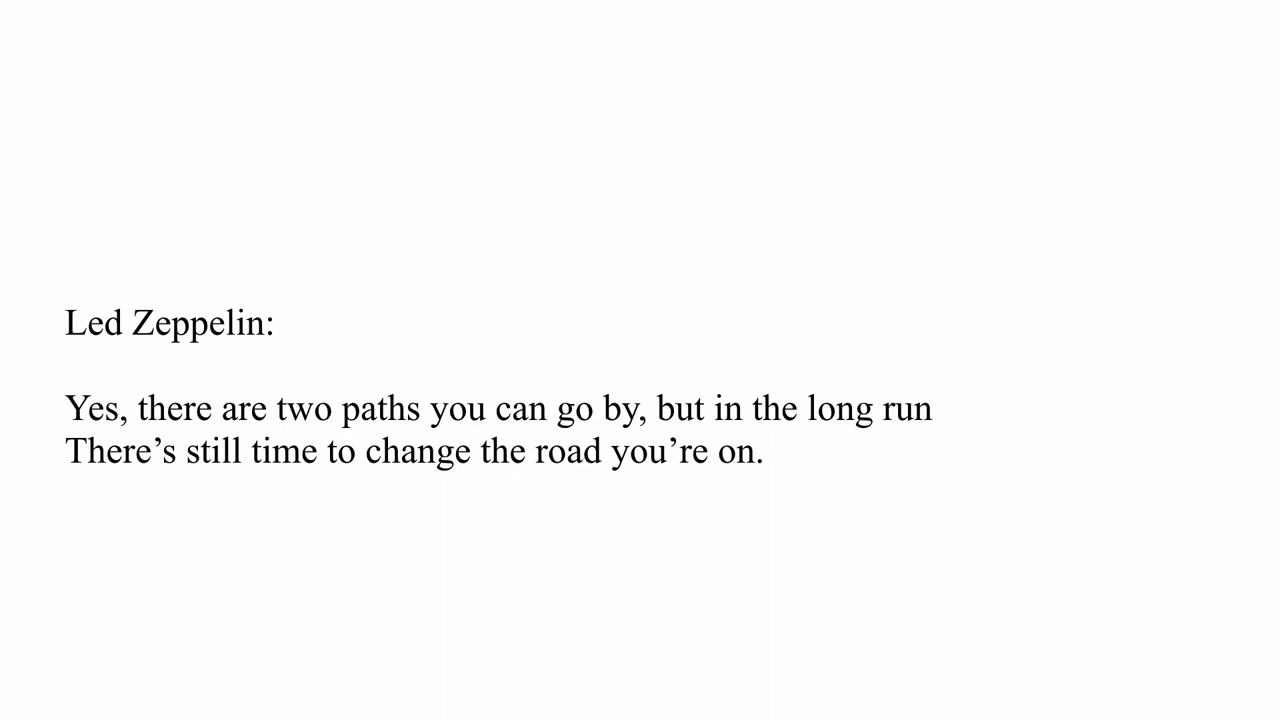 Led Zeppelin:
Yes, there are two paths you can go by, but in the long run
There’s still time to change the road you’re on.